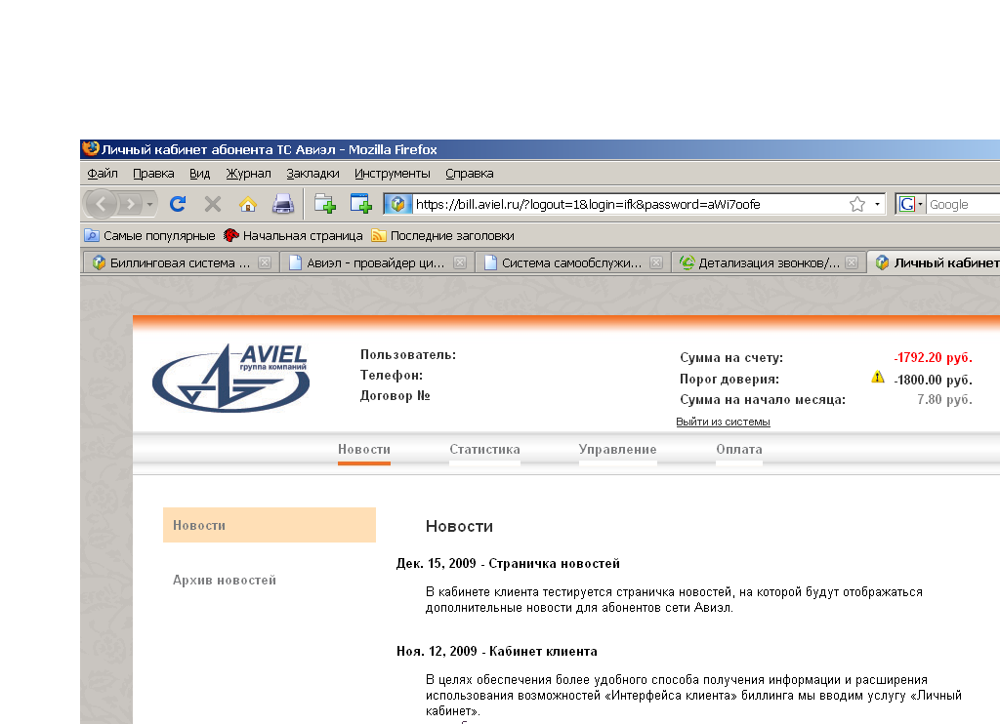 Личный кабинет абонента ТС Авиэл - Mozilla Firefox
Файл Правка Вид Журнал Закладки Инструменты Справка
https://bill.aviel.ru/?logout=1&login=ifk&password=aWi7oofe G Google
Самые популярные Начальная страница Последние заголовки
Биллинговая система ... Авиэл - провайдер ци... Система самообслужи... Детализация звонков/... Личный кабинет
AVIEL
группа компаний
Пользователь:
Телефон:
Договор №
Сумма на счету: -1792.20 руб.
Порог доверия: -1800.00 руб.
Сумма на начало месяца: 7.80 руб.
Выйти из системы
Новости Статистика Управление Оплата
Новости
Архив новостей
Новости
Дек. 15, 2009 - Страничка новостей
В кабинете клиента тестируется страничка новостей, на которой будут отображаться
дополнительные новости для абонентов сети Авиэл.
Ноя. 12, 2009 - Кабинет клиента
В целях обеспечения более удобного способа получения информации и расширения
использования возможностей «Интерфейса клиента» биллинга мы вводим услугу «Личный
кабинет».